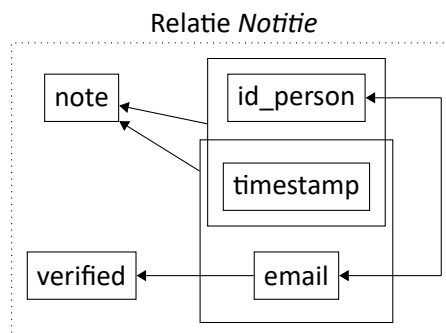 Relatie Notitie
note
id_person
timestamp
verified
email